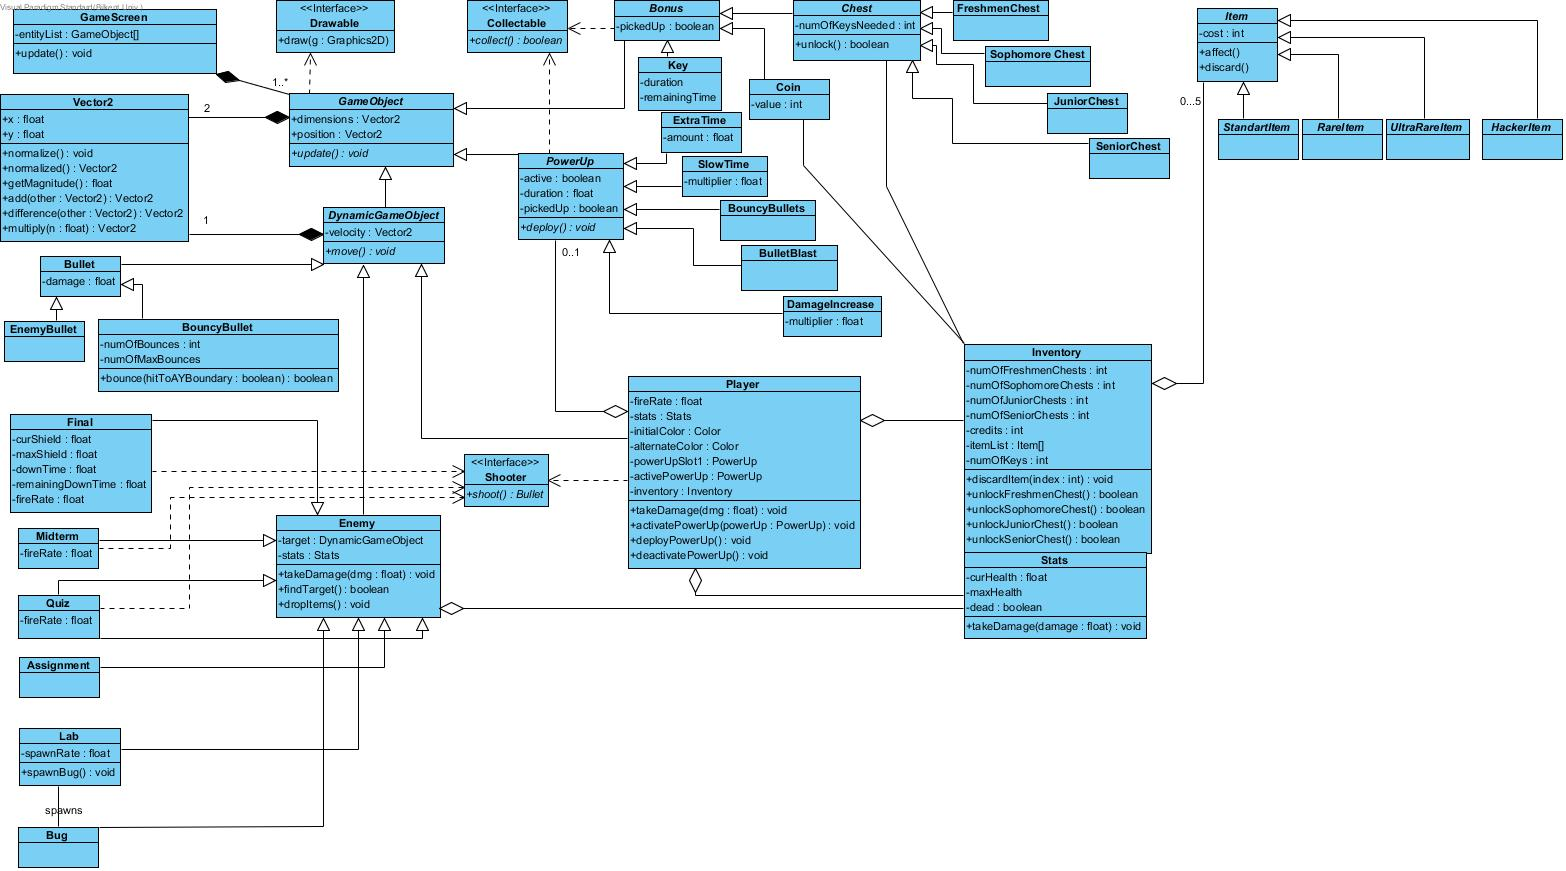 Visual Paradigm Standard(Bilkent Univ.)
GameScreen
-entityList : GameObject[]
+update() : void
<<Interface>>
Drawable
+draw(g : Graphics2D)
<<Interface>>
Collectable
+collect() : boolean
Bonus
-pickedUp : boolean
Chest
-numOfKeysNeeded : int
+unlock() : boolean
FreshmenChest
Sophomore Chest
JuniorChest
SeniorChest
Item
-cost : int
+affect()
+discard()
0...5
StandartItem
RareItem
UltraRareItem
HackerItem
Key
-duration
-remainingTime
Coin
-value : int
1..*
Vector2
+x : float
+y : float
+normalize() : void
+normalized() : Vector2
+getMagnitude() : float
+add(other : Vector2) : Vector2
+difference(other : Vector2) : Vector2
+multiply(n : float) : Vector2
2
1
GameObject
+dimensions : Vector2
+position : Vector2
+update() : void
ExtraTime
-amount : float
PowerUp
-active : boolean
-duration : float
-pickedUp : boolean
+deploy() : void
0..1
SlowTime
-multiplier : float
BouncyBullets
BulletBlast
DamageIncrease
-multiplier : float
DynamicGameObject
-velocity : Vector2
+move() : void
Bullet
-damage : float
EnemyBullet
BouncyBullet
-numOfBounces : int
-numOfMaxBounces
+bounce(hitToAYBoundary : boolean) : boolean
Inventory
-numOfFreshmenChests : int
-numOfSophomoreChests : int
-numOfJuniorChests : int
-numOfSeniorChests : int
-credits : int
-itemList : Item[]
-numOfKeys : int
+discardItem(index : int) : void
+unlockFreshmenChest() : boolean
+unlockSophomoreChest() : boolean
+unlockJuniorChest() : boolean
+unlockSeniorChest() : boolean
Player
-fireRate : float
-stats : Stats
-initialColor : Color
-alternateColor : Color
-powerUpSlot1 : PowerUp
-activePowerUp : PowerUp
-inventory : Inventory
+takeDamage(dmg : float) : void
+activatePowerUp(powerUp : PowerUp) : void
+deployPowerUp() : void
+deactivatePowerUp() : void
Final
-curShield : float
-maxShield : float
-downTime : float
-remainingDownTime : float
-fireRate : float
<<Interface>>
Shooter
+shoot() : Bullet
Midterm
-fireRate : float
Enemy
-target : DynamicGameObject
-stats : Stats
+takeDamage(dmg : float) : void
+findTarget() : boolean
+dropItems() : void
Stats
-curHealth : float
-maxHealth
-dead : boolean
+takeDamage(damage : float) : void
Quiz
-fireRate : float
Assignment
Lab
-spawnRate : float
+spawnBug() : void
spawns
Bug